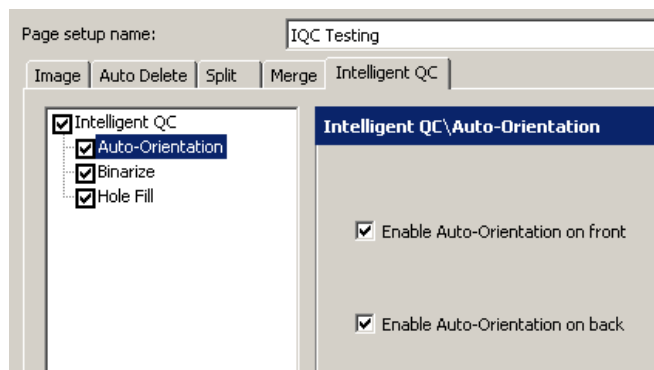 Page setup name: IQC Testing
Image Auto Delete Split Merge Intelligent QC
Intelligent QC
Auto-Orientation
Binarize
Hole Fill
Intelligent QC\Auto-Orientation
Enable Auto-Orientation on front
Enable Auto-Orientation on back